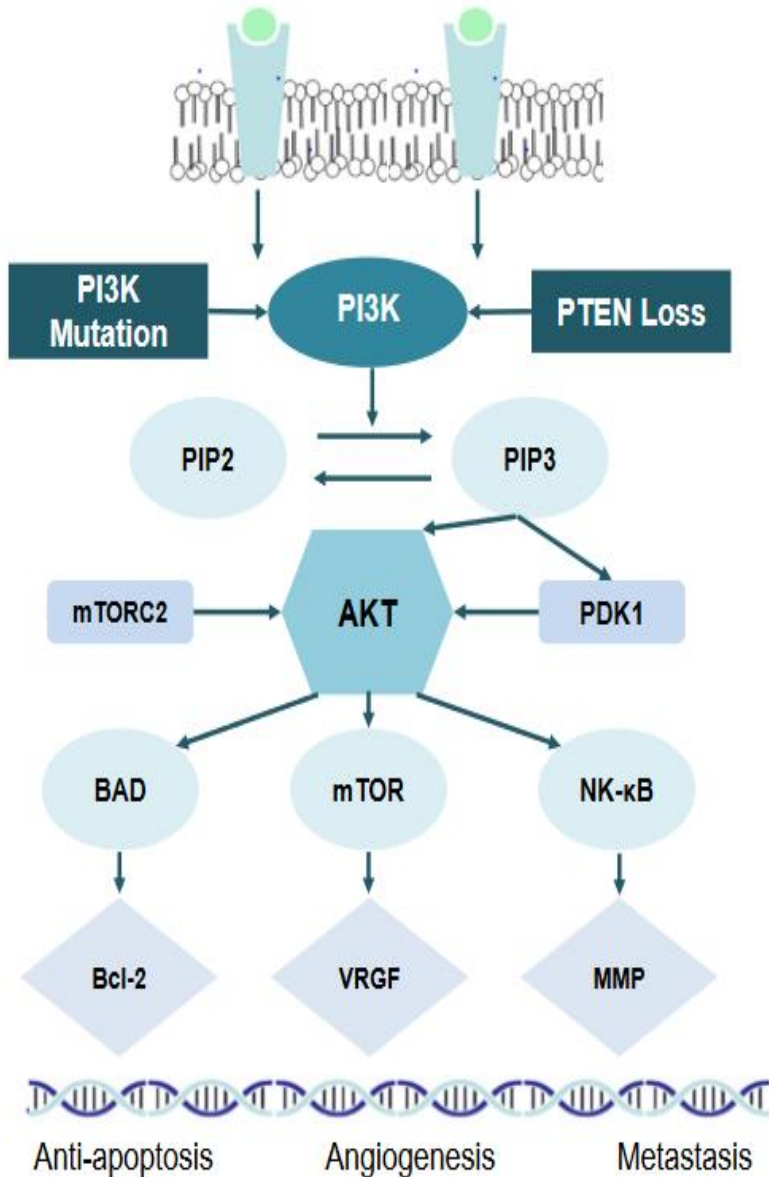 PI3K
Mutation
PI3K
PTEN Loss
PIP2
PIP3
mTORC2
AKT
PDK1
BAD
mTOR
NK-κB
Bcl-2
VRGF
MMP
Anti-apoptosis
Angiogenesis
Metastasis